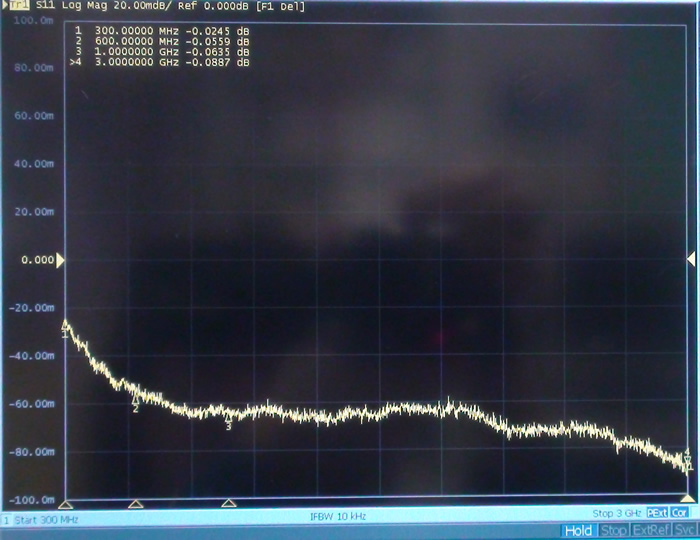 Tr1 S11 Log Mag 20.00mdB/ Ref 0.000dB [F1 Del]
100.0m
1 300.00000 MHz -0.0245 dB
2 600.00000 MHz -0.0559 dB
3 1.0000000 GHz -0.0635 dB
>4 3.0000000 GHz -0.0887 dB
80.00m
60.00m
40.00m
20.00m
0.000
-20.00m
1
-40.00m
-60.00m
2
3
-80.00m
4
-100.0m
1 Start 300 MHz
IFBW 10 kHz
Stop 3 GHz PExt Cor
Hold Stop ExtRef Svc